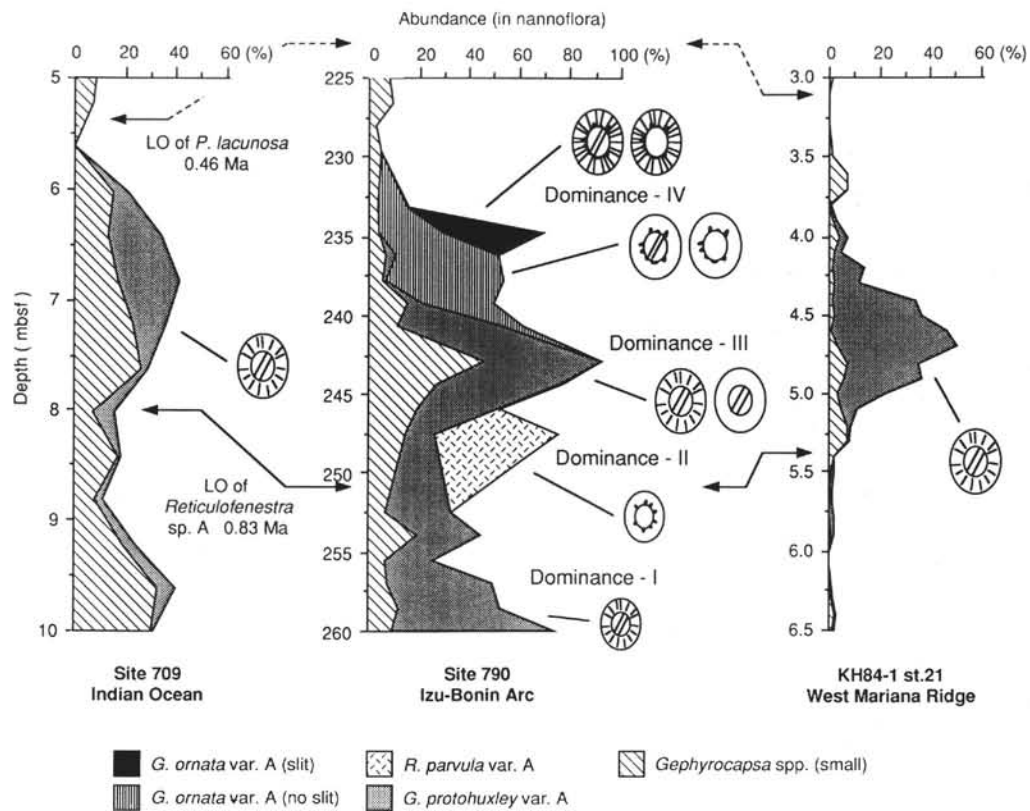 Abundance (in nannoflora)
0 20 40 60 (%)
20 40 60 80 100 (%)
0 20 40 60 (%)
5
6
7
8
9
10
Depth ( mbsf )
225
230
235
240
245
250
255
260
3.0
3.5
4.0
4.5
5.0
5.5
6.0
6.5
LO of P. lacunosa
0.46 Ma
LO of
Reticulofenestra
sp. A 0.83 Ma
Dominance - IV
Dominance - III
Dominance - II
Dominance - I
Site 709
Indian Ocean
Site 790
Izu-Bonin Arc
KH84-1 st.21
West Mariana Ridge
G. ornata var. A (slit)
R. parvula var. A
Gephyrocapsa spp. (small)
G. ornata var. A (no slit)
G. protohuxley var. A